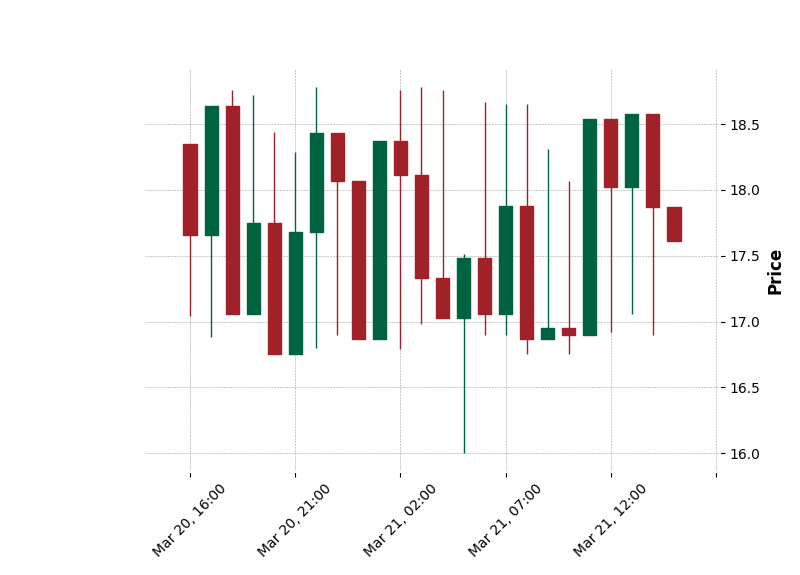 18.5
18.0
17.5
17.0
16.5
16.0
Price
Mar 20, 16:00
Mar 20, 21:00
Mar 21, 02:00
Mar 21, 07:00
Mar 21, 12:00